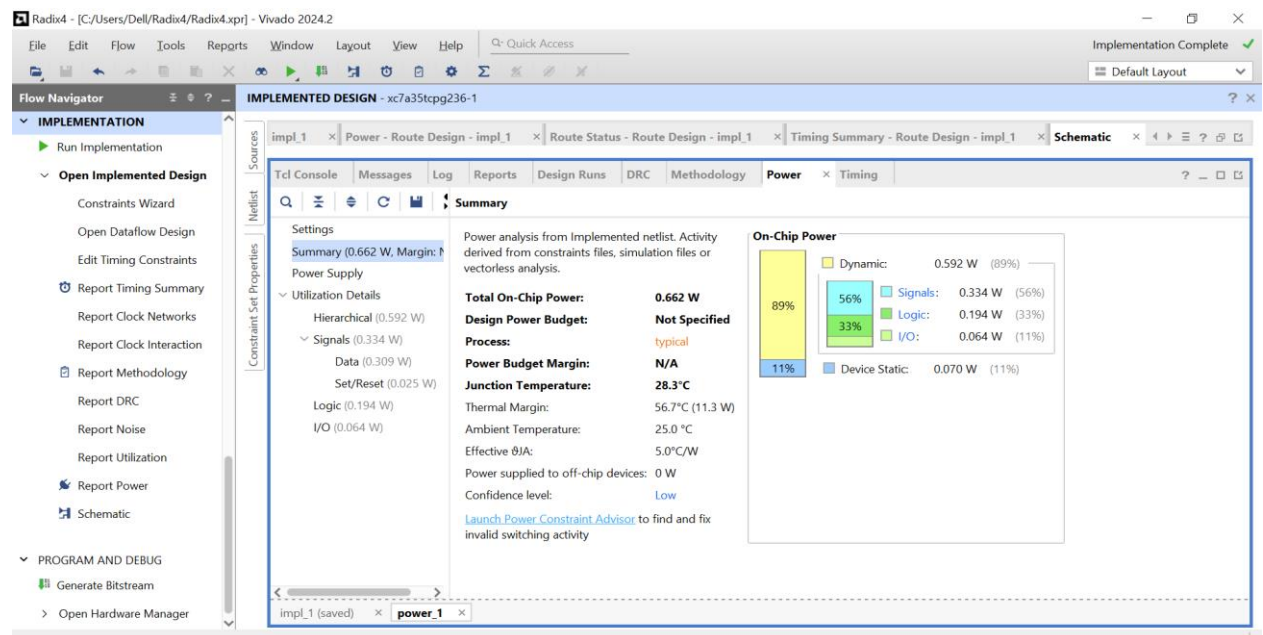 Radix4 - [C:/Users/Dell/Radix4/Radix4.xpr] - Vivado 2024.2
File Edit Flow Tools Reports Window Layout View Help Quick Access
Implementation Complete
Default Layout
Flow Navigator
IMPLEMENTED DESIGN - xc7a35tcpg236-1
IMPLEMENTATION
Run Implementation
Open Implemented Design
Constraints Wizard
Open Dataflow Design
Edit Timing Constraints
Report Timing Summary
Report Clock Networks
Report Clock Interaction
Report Methodology
Report DRC
Report Noise
Report Utilization
Report Power
Schematic
PROGRAM AND DEBUG
Generate Bitstream
Open Hardware Manager
Sources
Netlist
Constraint Set Properties
impl_1 Power - Route Design - impl_1 Route Status - Route Design - impl_1 Timing Summary - Route Design - impl_1 Schematic
Tcl Console Messages Log Reports Design Runs DRC Methodology Power Timing
Summary
Settings
Summary (0.662 W, Margin:
Power Supply
Utilization Details
Hierarchical (0.592 W)
Signals (0.334 W)
Data (0.309 W)
Set/Reset (0.025 W)
Logic (0.194 W)
I/O (0.064 W)
Power analysis from Implemented netlist. Activity
derived from constraints files, simulation files or
vectorless analysis.
Total On-Chip Power: 0.662 W
Design Power Budget: Not Specified
Process: typical
Power Budget Margin: N/A
Junction Temperature: 28.3°C
Thermal Margin: 56.7°C (11.3 W)
Ambient Temperature: 25.0 °C
Effective ϑJA: 5.0°C/W
Power supplied to off-chip devices: 0 W
Confidence level: Low
Launch Power Constraint Advisor to find and fix
invalid switching activity
On-Chip Power
Dynamic: 0.592 W (89%)
89%
56% Signals: 0.334 W (56%)
33% Logic: 0.194 W (33%)
I/O: 0.064 W (11%)
11% Device Static: 0.070 W (11%)
impl_1 (saved) power_1